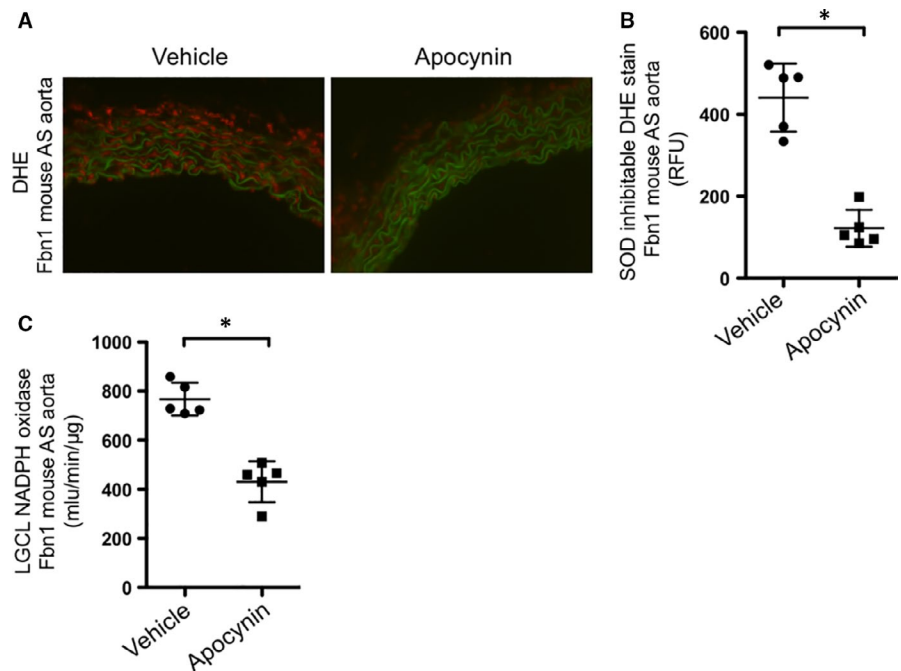 A
Vehicle
Apocynin
DHE
Fbn1 mouse AS aorta
B
*
600
400
200
0
SOD inhibitable DHE stain
Fbn1 mouse AS aorta
(RFU)
Vehicle
Apocynin
C
*
1000
800
600
400
200
0
LGCL NADPH oxidase
Fbn1 mouse AS aorta
(mlu/min/µg)
Vehicle
Apocynin